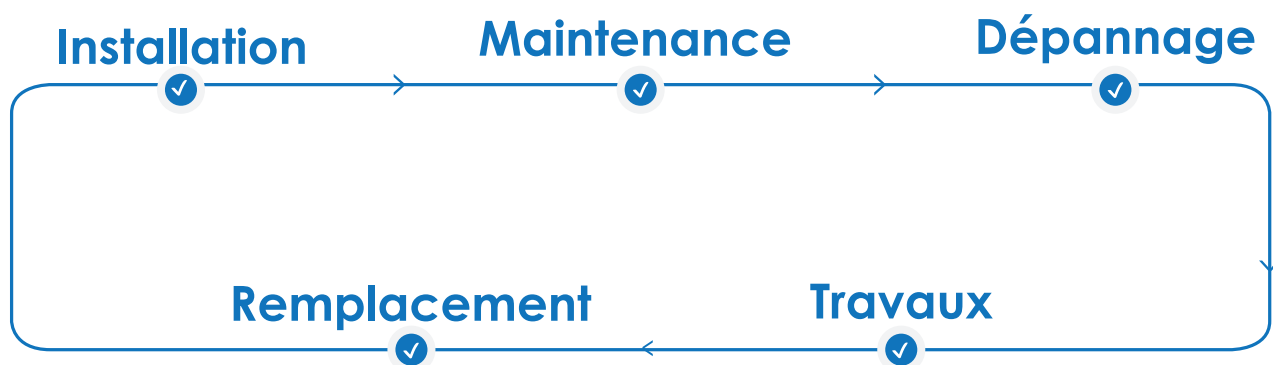 Installation
Maintenance
Dépannage
Remplacement
Travaux